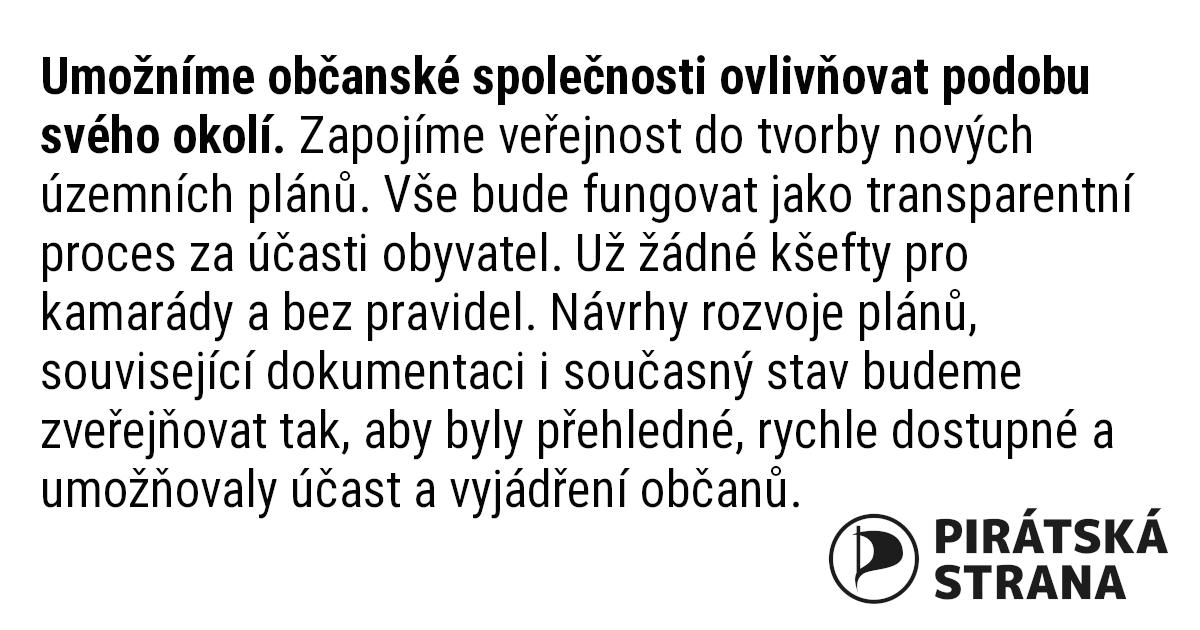 Umožníme občanské společnosti ovlivňovat podobu
svého okolí. Zapojíme veřejnost do tvorby nových
územních plánů. Vše bude fungovat jako transparentní
proces za účasti obyvatel. Už žádné kšefty pro
kamarády a bez pravidel. Návrhy rozvoje plánů,
související dokumentaci i současný stav budeme
zveřejňovat tak, aby byly přehledné, rychle dostupné a
umožňovaly účast a vyjádření občanů.
PIRÁTSKÁ
STRANA